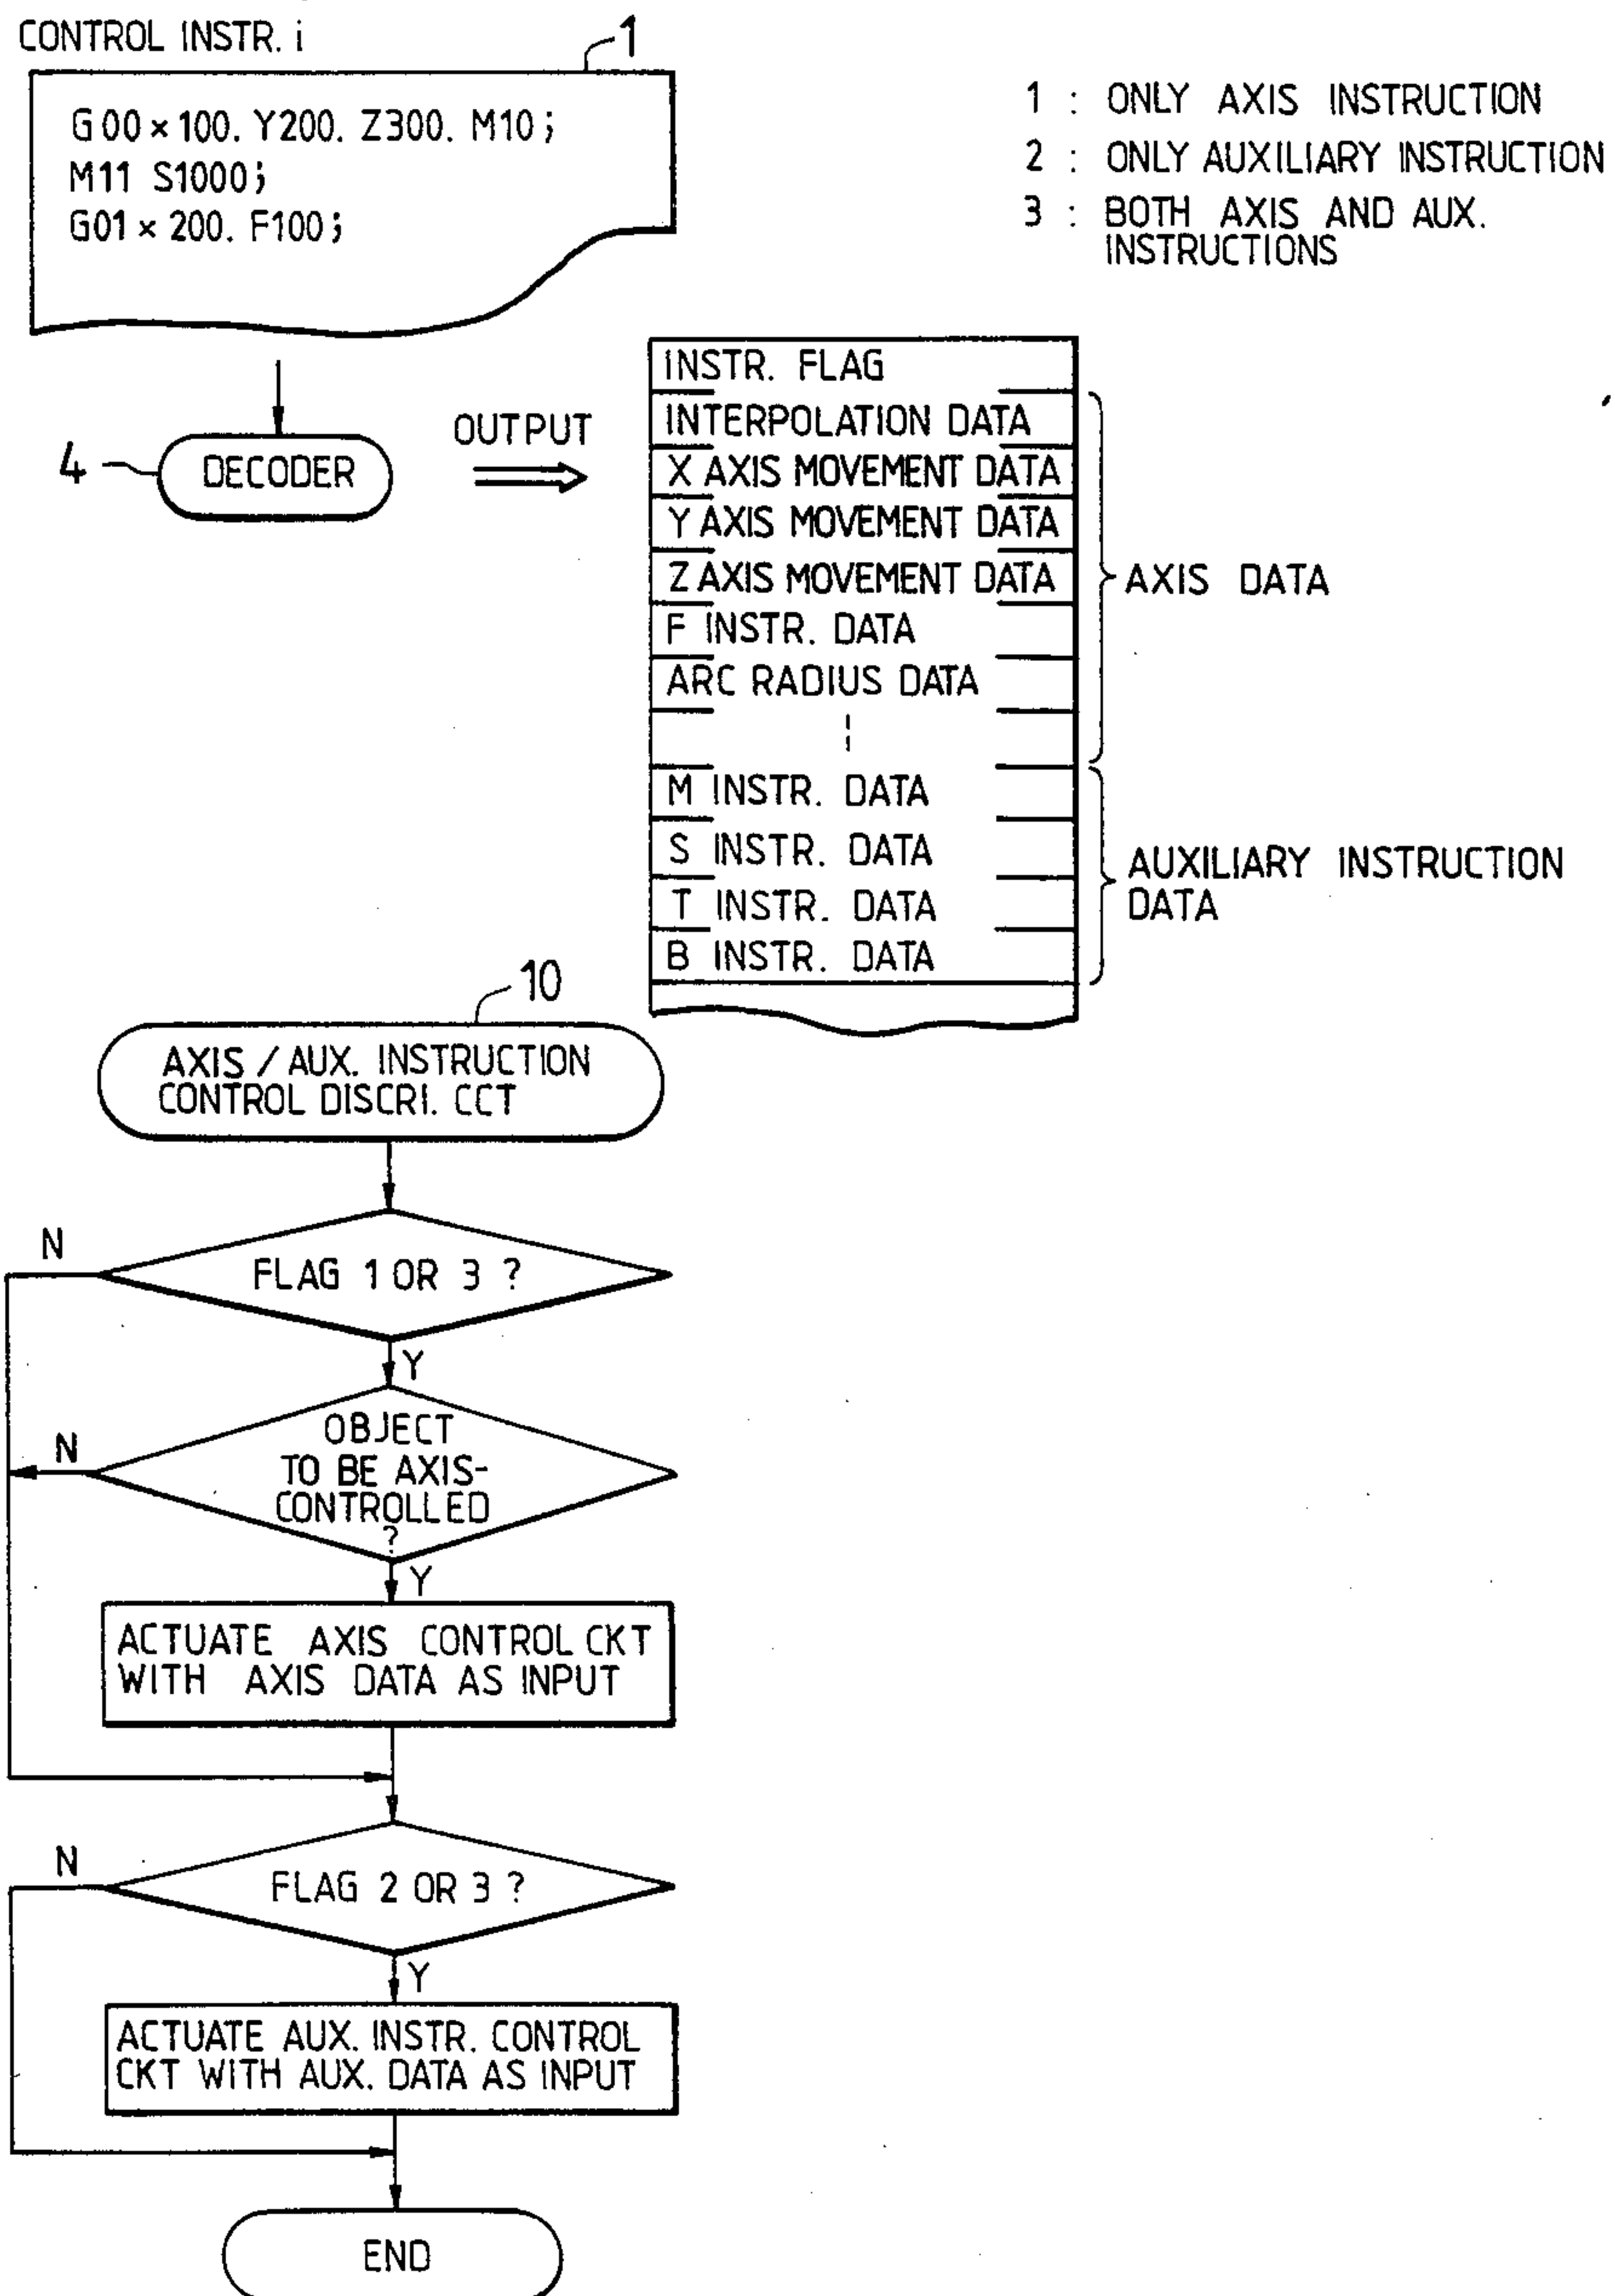 CONTROL INSTR. i
1
G00×100. Y200. Z300. M10;
M11 S1000;
G01×200. F100;
1 : ONLY AXIS INSTRUCTION
2 : ONLY AUXILIARY INSTRUCTION
3 : BOTH AXIS AND AUX.
INSTRUCTIONS
4
DECODER
OUTPUT
INSTR. FLAG
INTERPOLATION DATA
X AXIS MOVEMENT DATA
Y AXIS MOVEMENT DATA
Z AXIS MOVEMENT DATA
F INSTR. DATA
ARC RADIUS DATA
AXIS DATA
M INSTR. DATA
S INSTR. DATA
T INSTR. DATA
B INSTR. DATA
AUXILIARY INSTRUCTION
DATA
10
AXIS / AUX. INSTRUCTION
CONTROL DISCRI. CCT
FLAG 1 OR 3 ?
N
Y
OBJECT
TO BE AXIS-
CONTROLLED
?
N
Y
ACTUATE AXIS CONTROL CKT
WITH AXIS DATA AS INPUT
FLAG 2 OR 3 ?
N
Y
ACTUATE AUX. INSTR. CONTROL
CKT WITH AUX. DATA AS INPUT
END